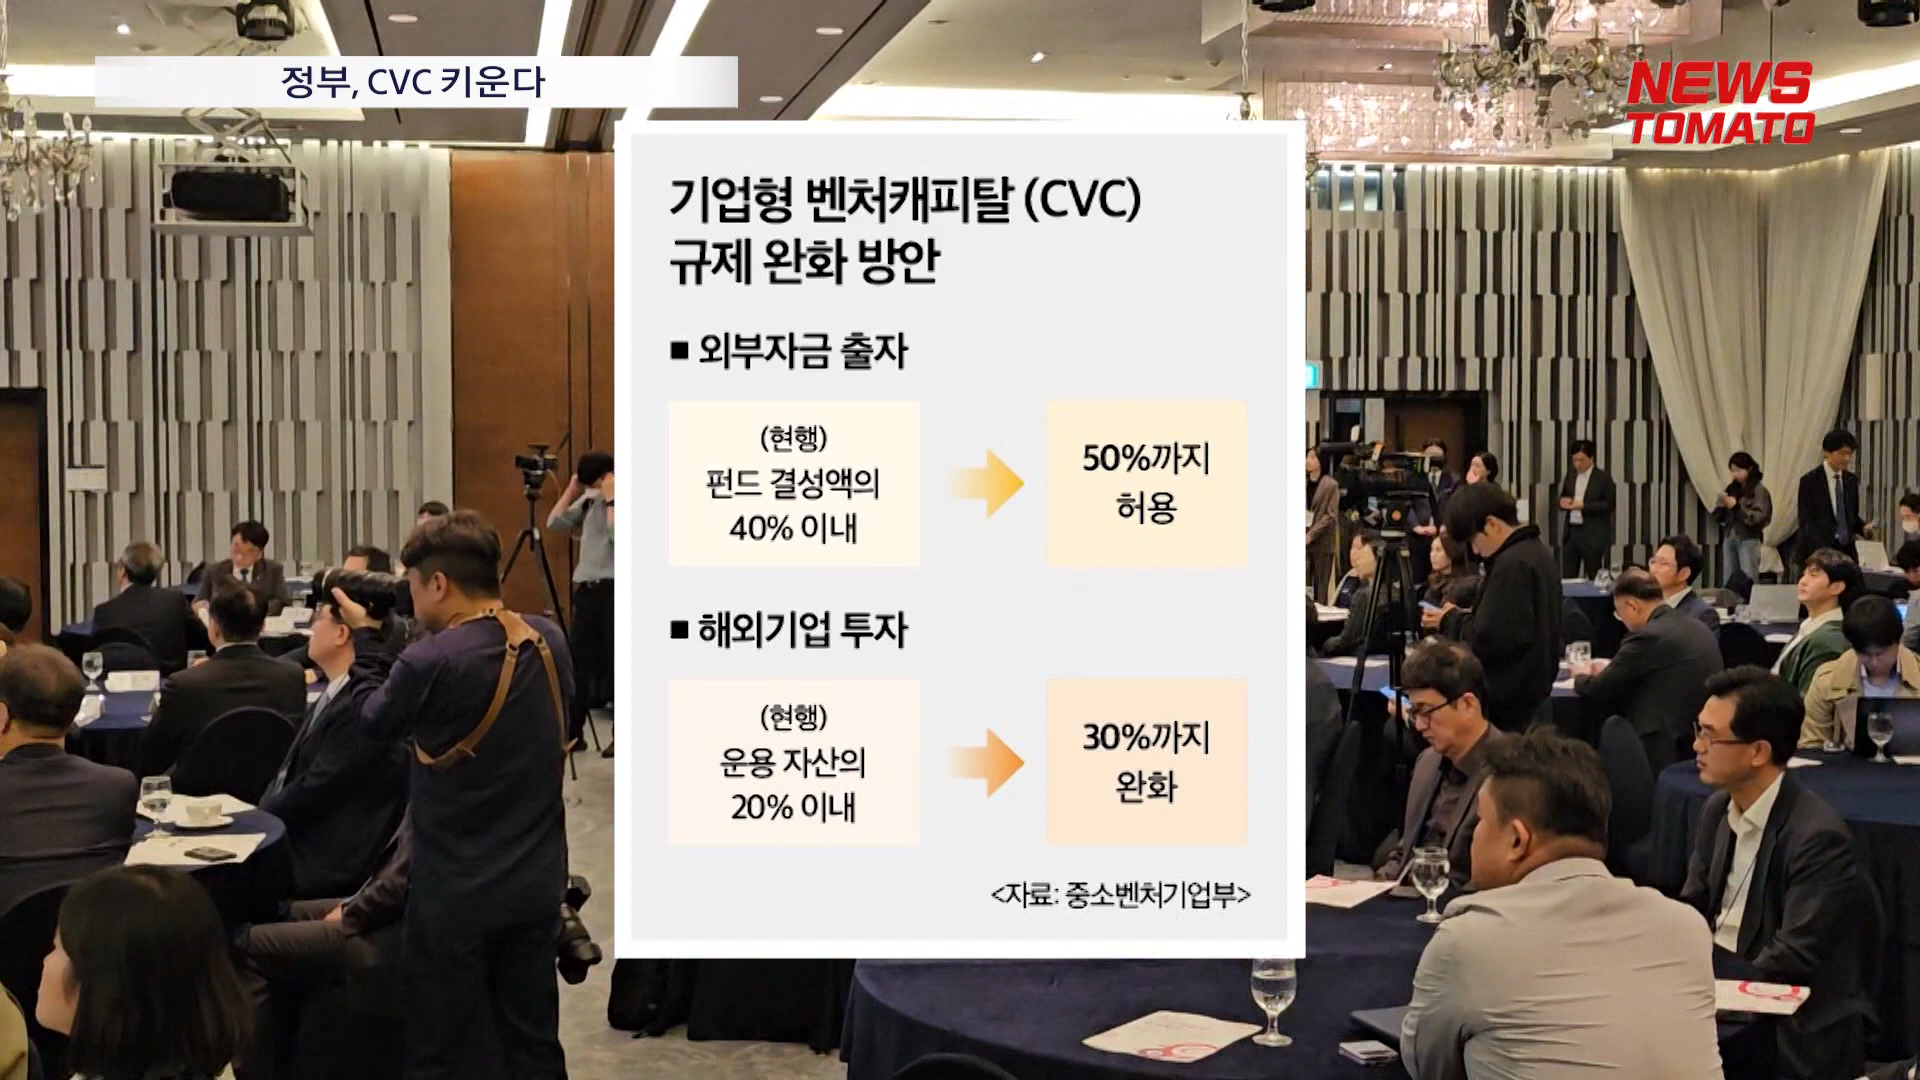 정부, CVC 키운다
NEWS
TOMATO
기업형 벤처캐피탈 (CVC)
규제 완화 방안
■ 외부자금 출자
(현행)
펀드 결성액의
40% 이내
50%까지
허용
■ 해외기업 투자
(현행)
운용 자산의
20% 이내
30%까지
완화
<자료: 중소벤처기업부>